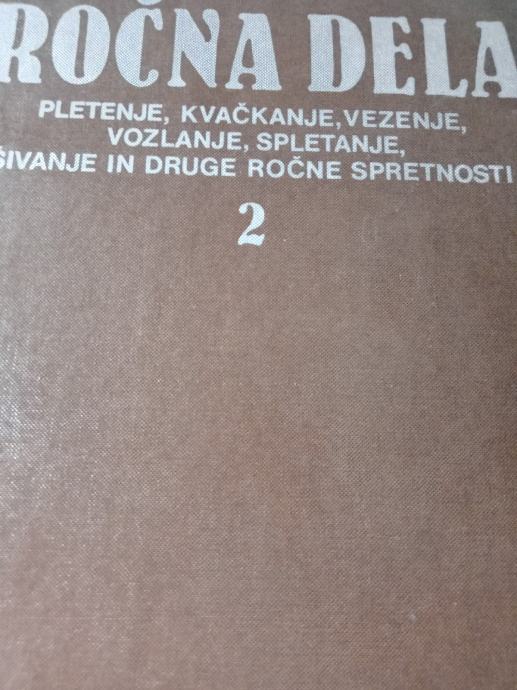 ROČNA DELA
PLETENJE, KVAČKANJE, VEZENJE,
VOZLANJE, SPLETANJE,
ŠIVANJE IN DRUGE ROČNE SPRETNOSTI
2